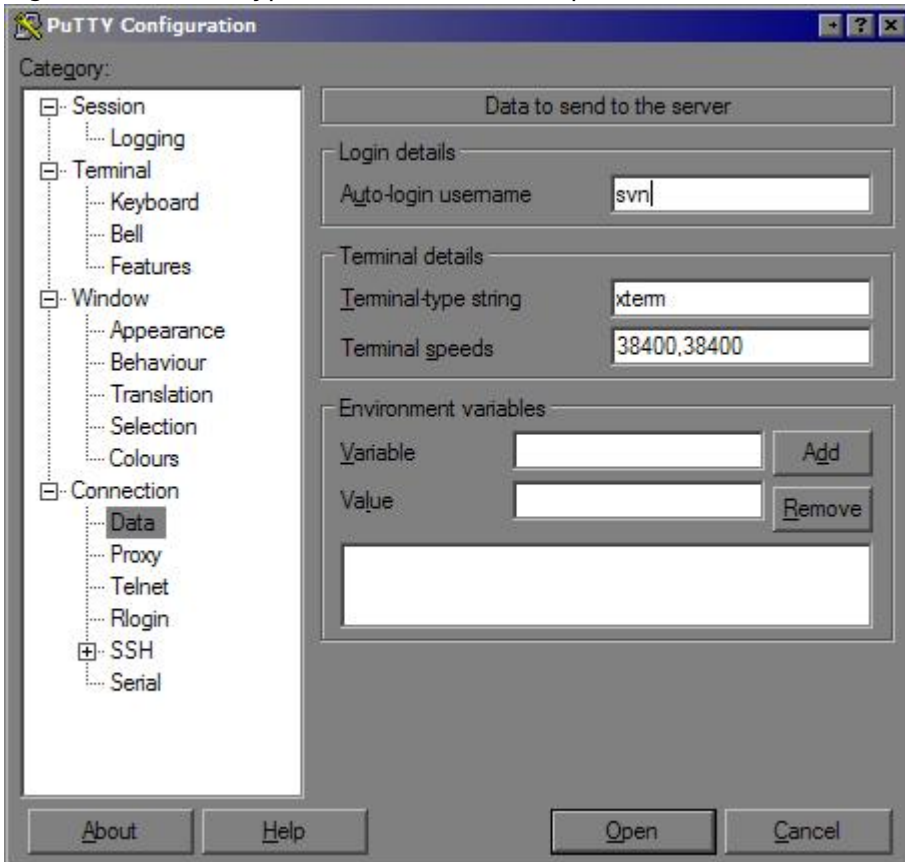 PuTTY Configuration
Category:
Session
Logging
Terminal
Keyboard
Bell
Features
Window
Appearance
Behaviour
Translation
Selection
Colours
Connection
Data
Proxy
Telnet
Rlogin
SSH
Serial
Data to send to the server
Login details
Auto-login username svn
Terminal details
Terminal-type string xterm
Terminal speeds 38400,38400
Environment variables
Variable Add
Value Remove
About Help Open Cancel